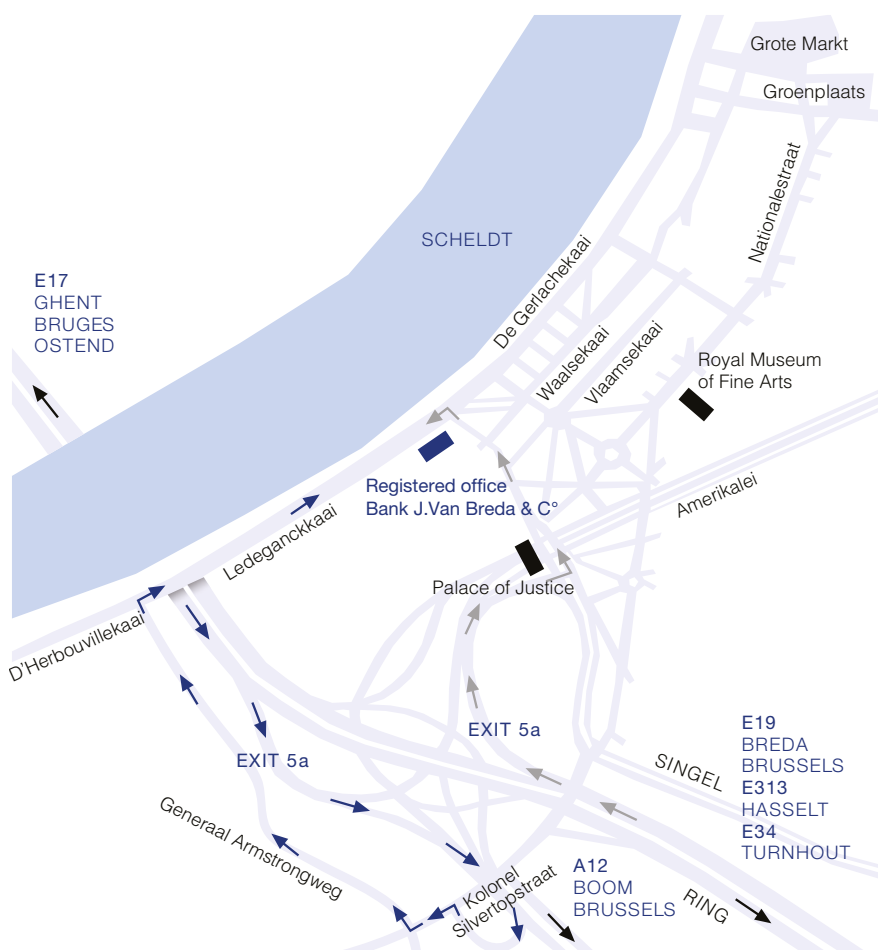 Grote Markt
Groenplaats
Nationalestraat
SCHELDT
De Gerlachekaai
E17
GHENT
BRUGES
OSTEND
Waalsekaai
Vlaamsekaai
Royal Museum
of Fine Arts
Registered office
Bank J.Van Breda & C°
Amerikalei
Ledeganckkaai
Palace of Justice
D'Herbouvillekaai
EXIT 5a
EXIT 5a
SINGEL
E19
BREDA
BRUSSELS
E313
HASSELT
E34
TURNHOUT
Generaal Armstrongweg
Kolonel
Silvertopstraat
A12
BOOM
BRUSSELS
RING